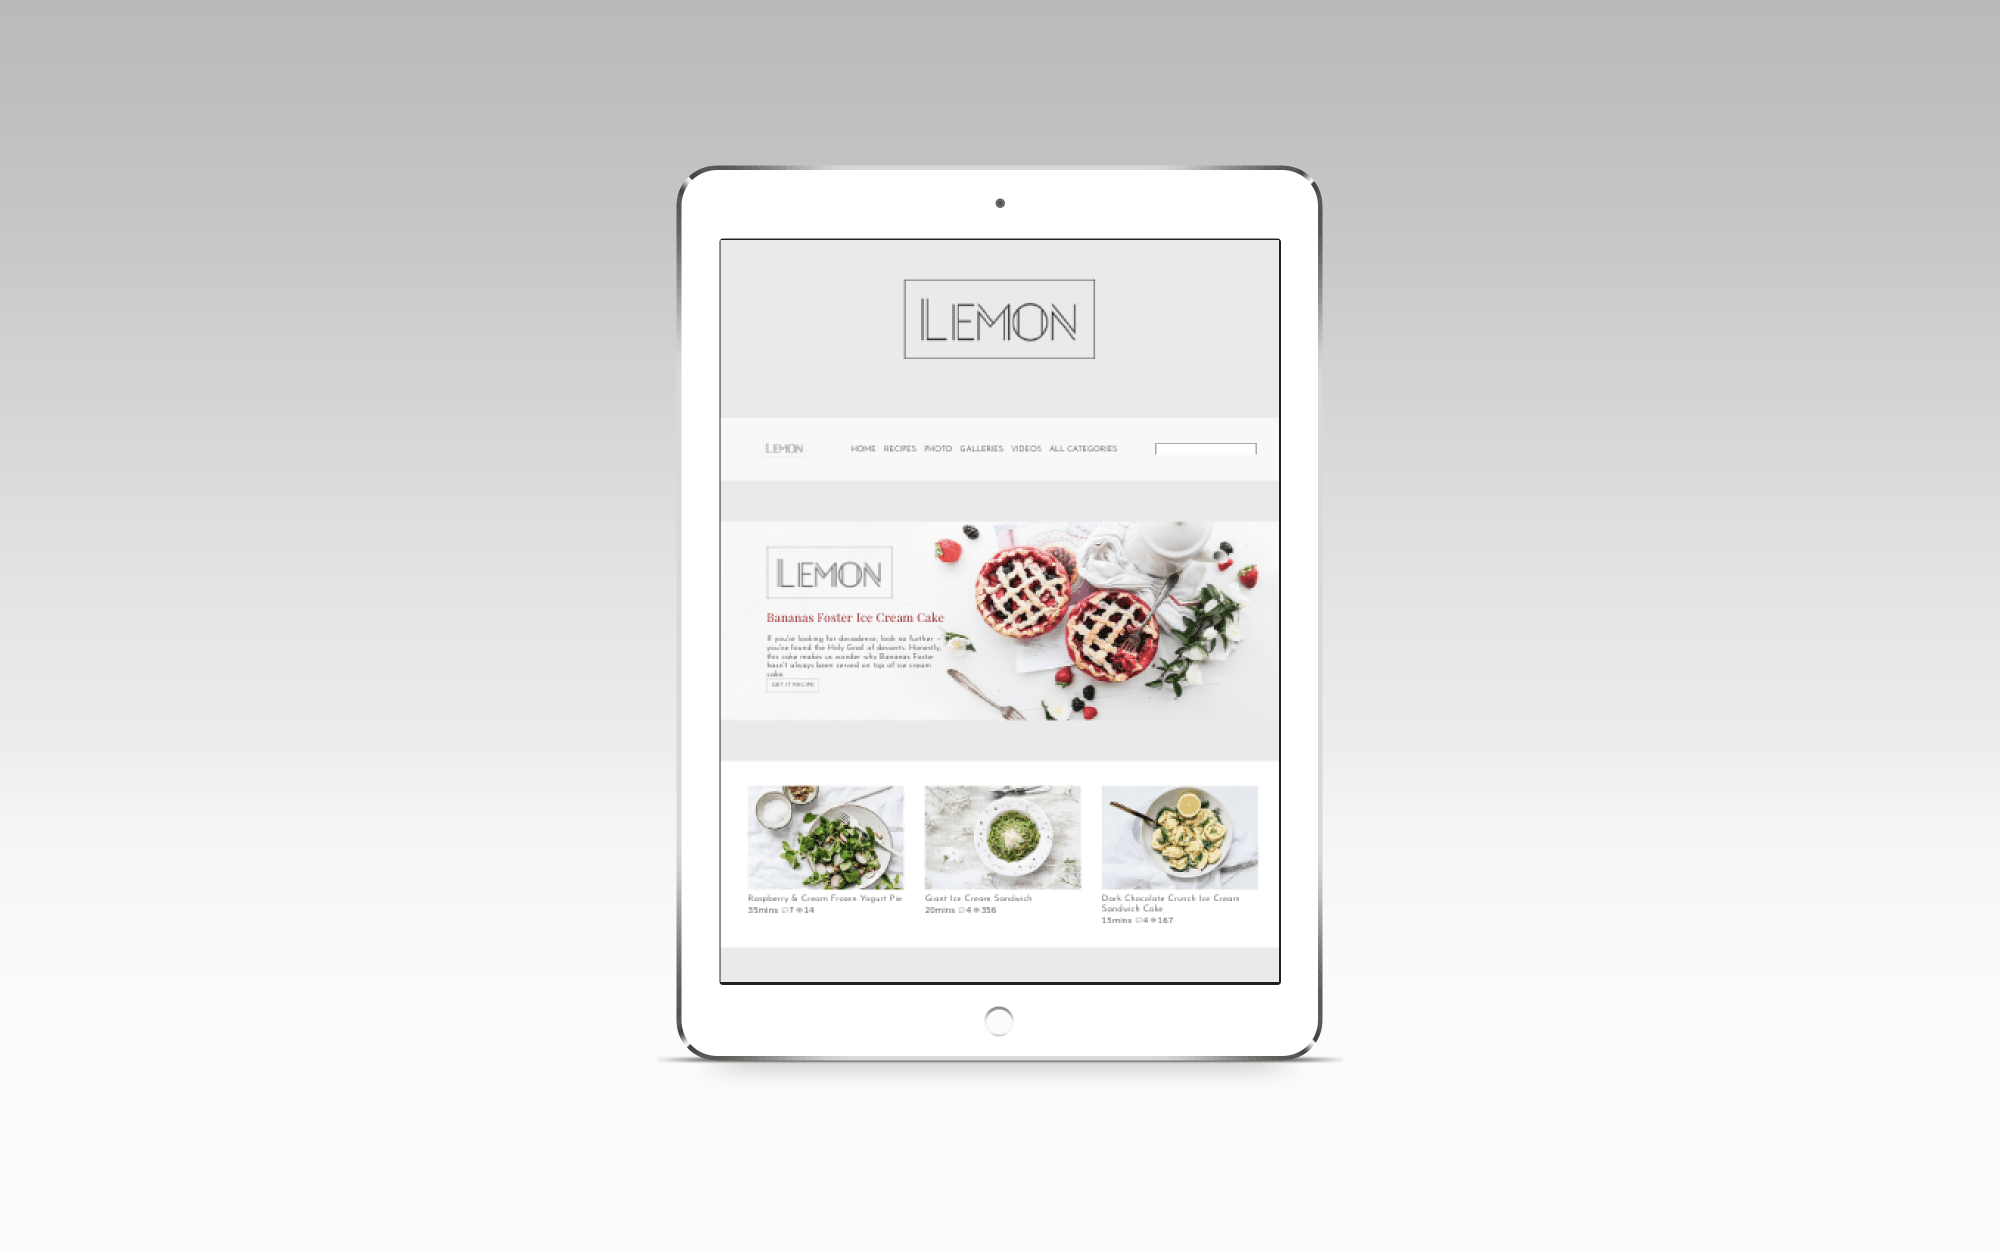 LEMON
LEMON
HOME RECIPES PHOTO GALLERIES VIDEOS ALL CATEGORIES
LEMON
Bananas Foster Ice Cream Cake
If you're looking for decadence, look no further –
you've found the Holy Grail of desserts. Honestly,
this cake makes us wonder why Bananas Foster
hasn't always been served on top of ice cream
cake.
GET IT RECIPE
Raspberry & Cream Frozen Yogurt Pie
35mins 7 14
Giant Ice Cream Sandwich
20mins 4 356
Dark Chocolate Crunch Ice Cream
Sandwich Cake
15mins 4 167